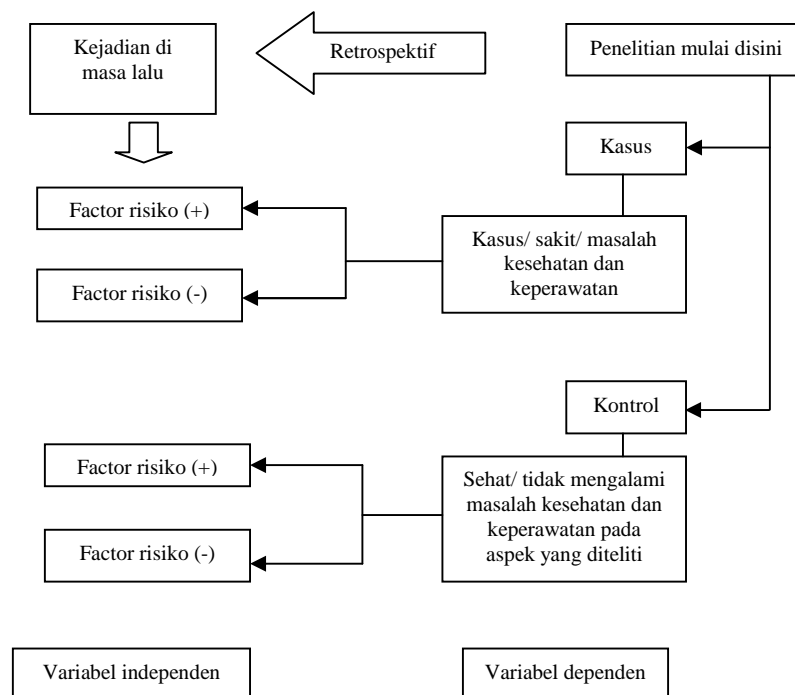 Kejadian di
masa lalu
Retrospektif
Penelitian mulai disini
Kasus
Factor risiko (+)
Factor risiko (-)
Kasus/ sakit/ masalah
kesehatan dan
keperawatan
Kontrol
Factor risiko (+)
Factor risiko (-)
Sehat/ tidak mengalami
masalah kesehatan dan
keperawatan pada
aspek yang diteliti
Variabel independen
Variabel dependen